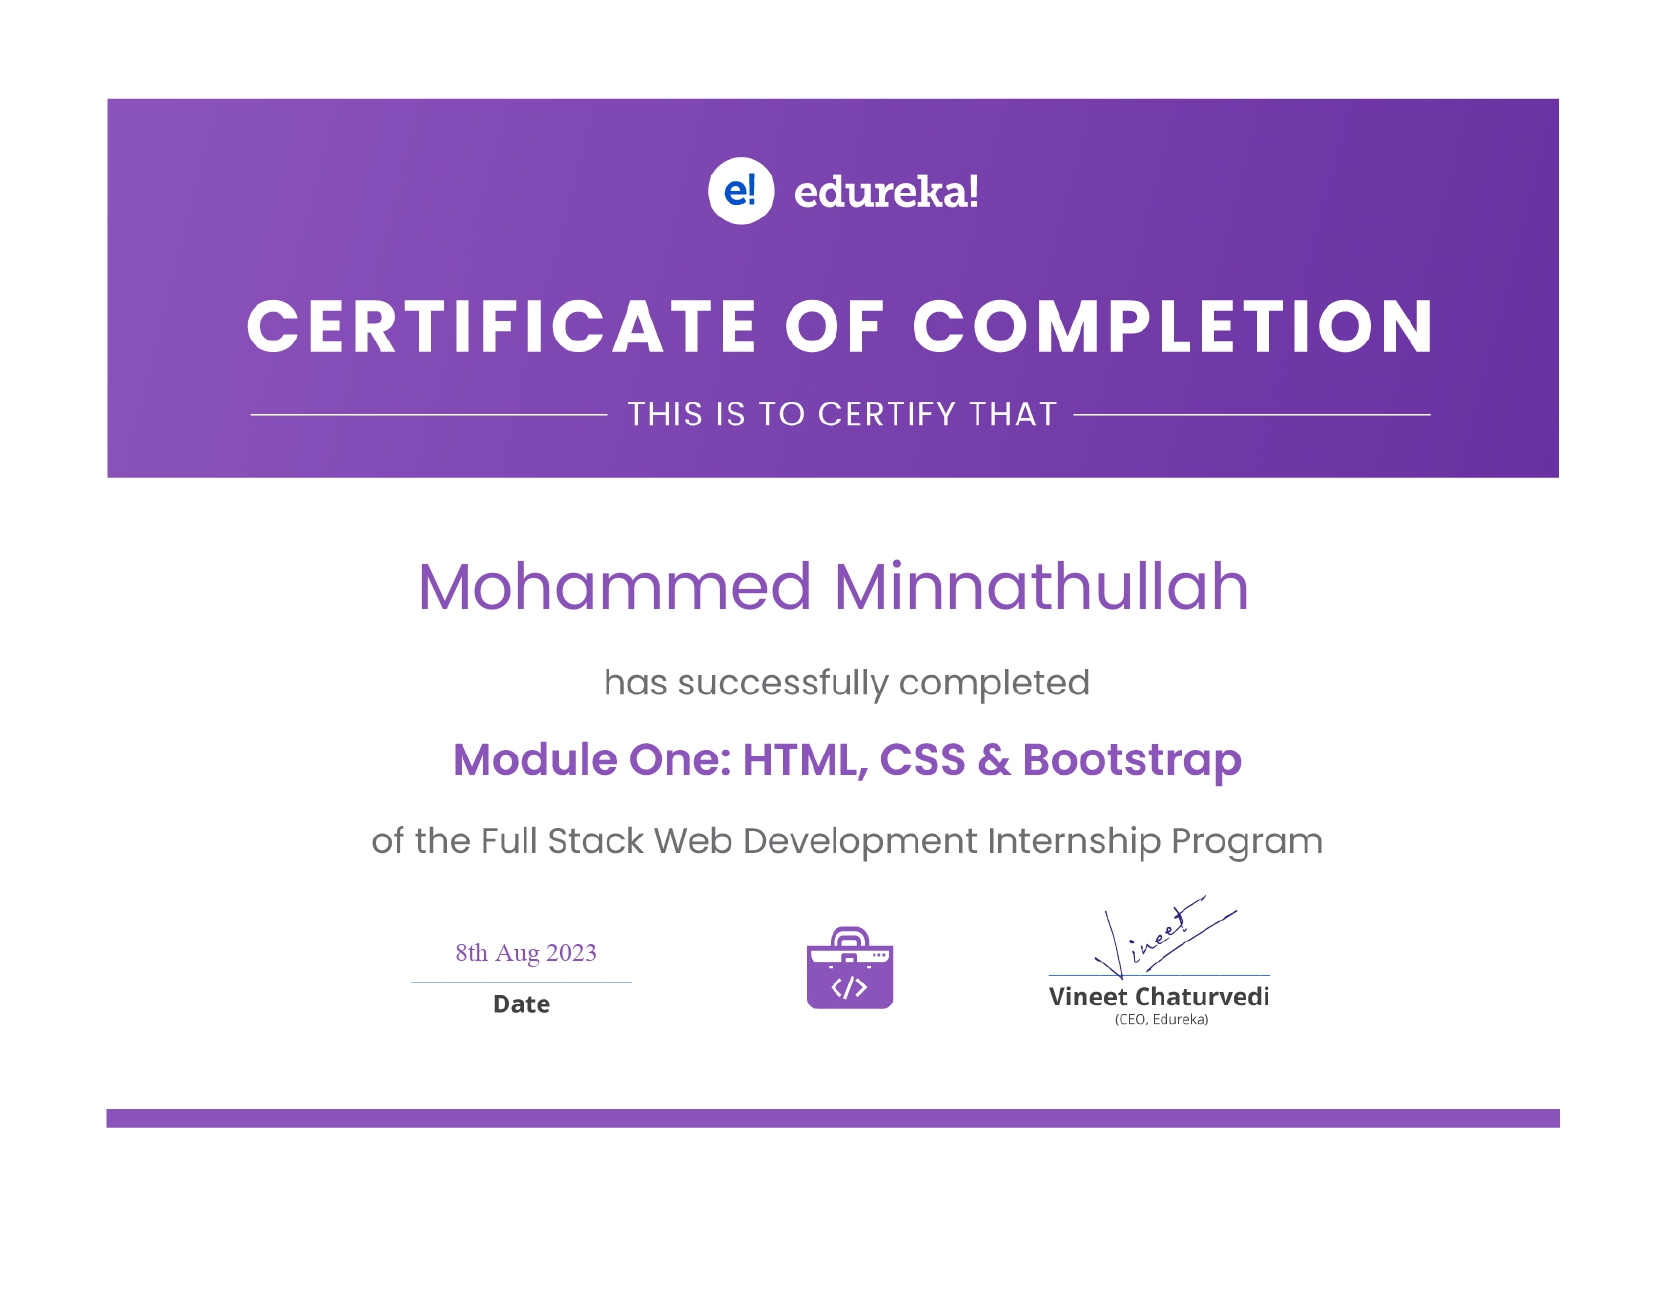 e! edureka!
CERTIFICATE OF COMPLETION
THIS IS TO CERTIFY THAT
Mohammed Minnathullah
has successfully completed
Module One: HTML, CSS & Bootstrap
of the Full Stack Web Development Internship Program
8th Aug 2023
Date
</>
Vineet
Vineet Chaturvedi
(CEO, Edureka)